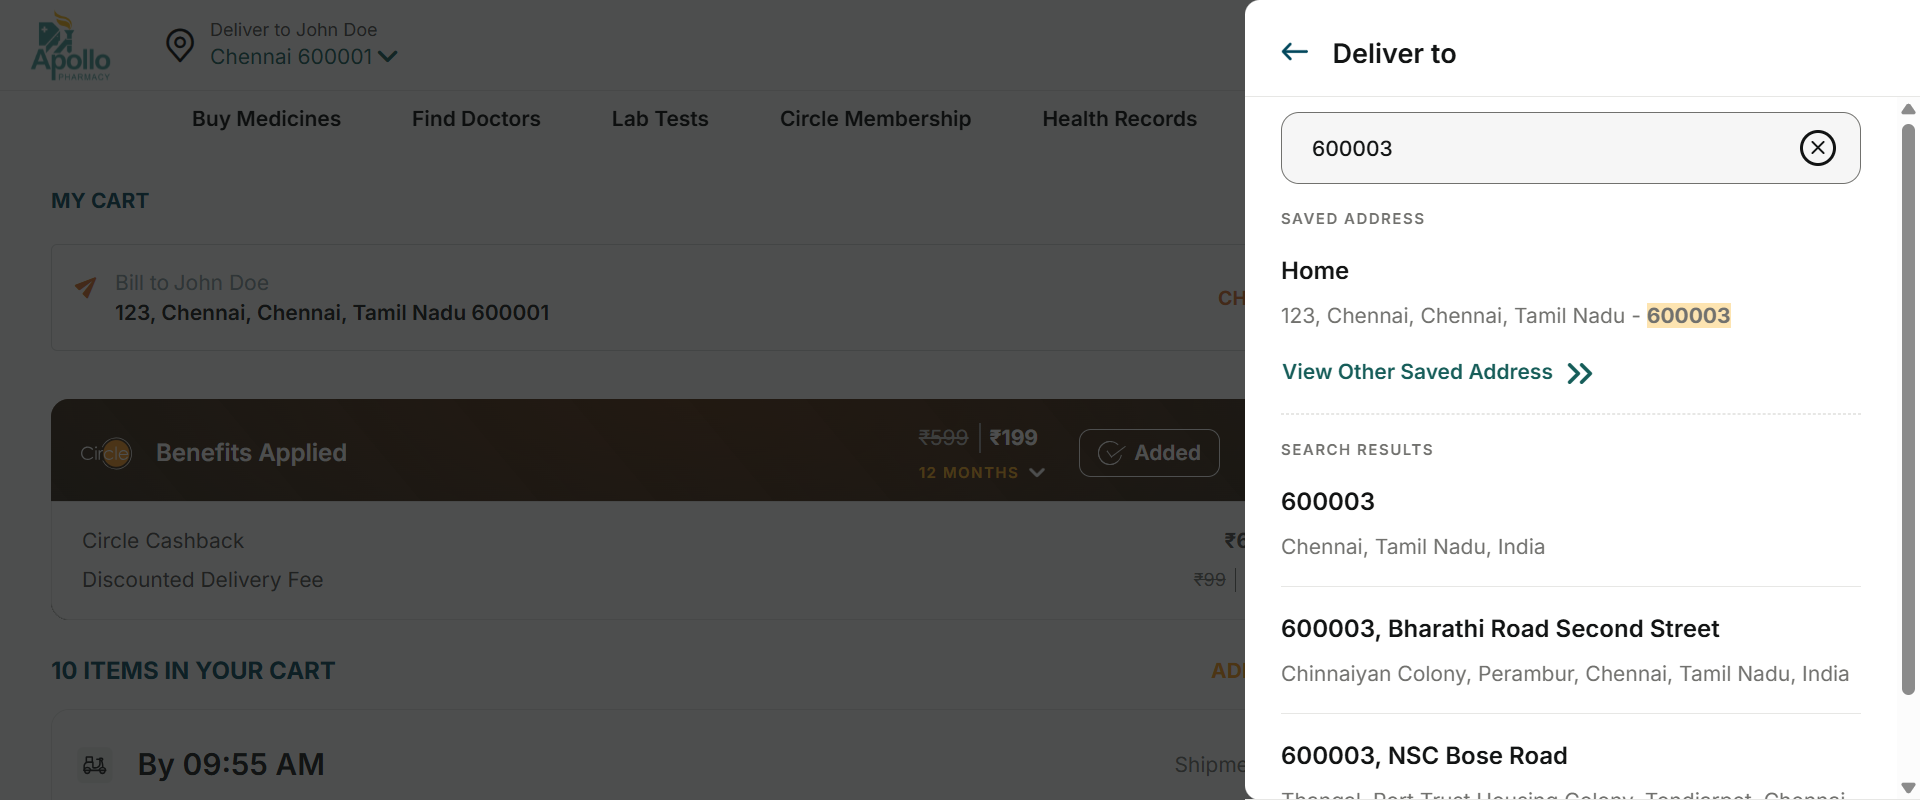 Apollo
PHARMACY
Deliver to John Doe
Chennai 600001
Buy Medicines
Find Doctors
Lab Tests
Circle Membership
Health Records
MY CART
Bill to John Doe
123, Chennai, Chennai, Tamil Nadu 600001
CH
Circle
Benefits Applied
₹599
₹199
12 MONTHS
Added
Circle Cashback
₹6
Discounted Delivery Fee
₹99
10 ITEMS IN YOUR CART
By 09:55 AM
Deliver to
600003
SAVED ADDRESS
Home
123, Chennai, Chennai, Tamil Nadu - 600003
View Other Saved Address
SEARCH RESULTS
600003
Chennai, Tamil Nadu, India
600003, Bharathi Road Second Street
Chinnaiyan Colony, Perambur, Chennai, Tamil Nadu, India
600003, NSC Bose Road